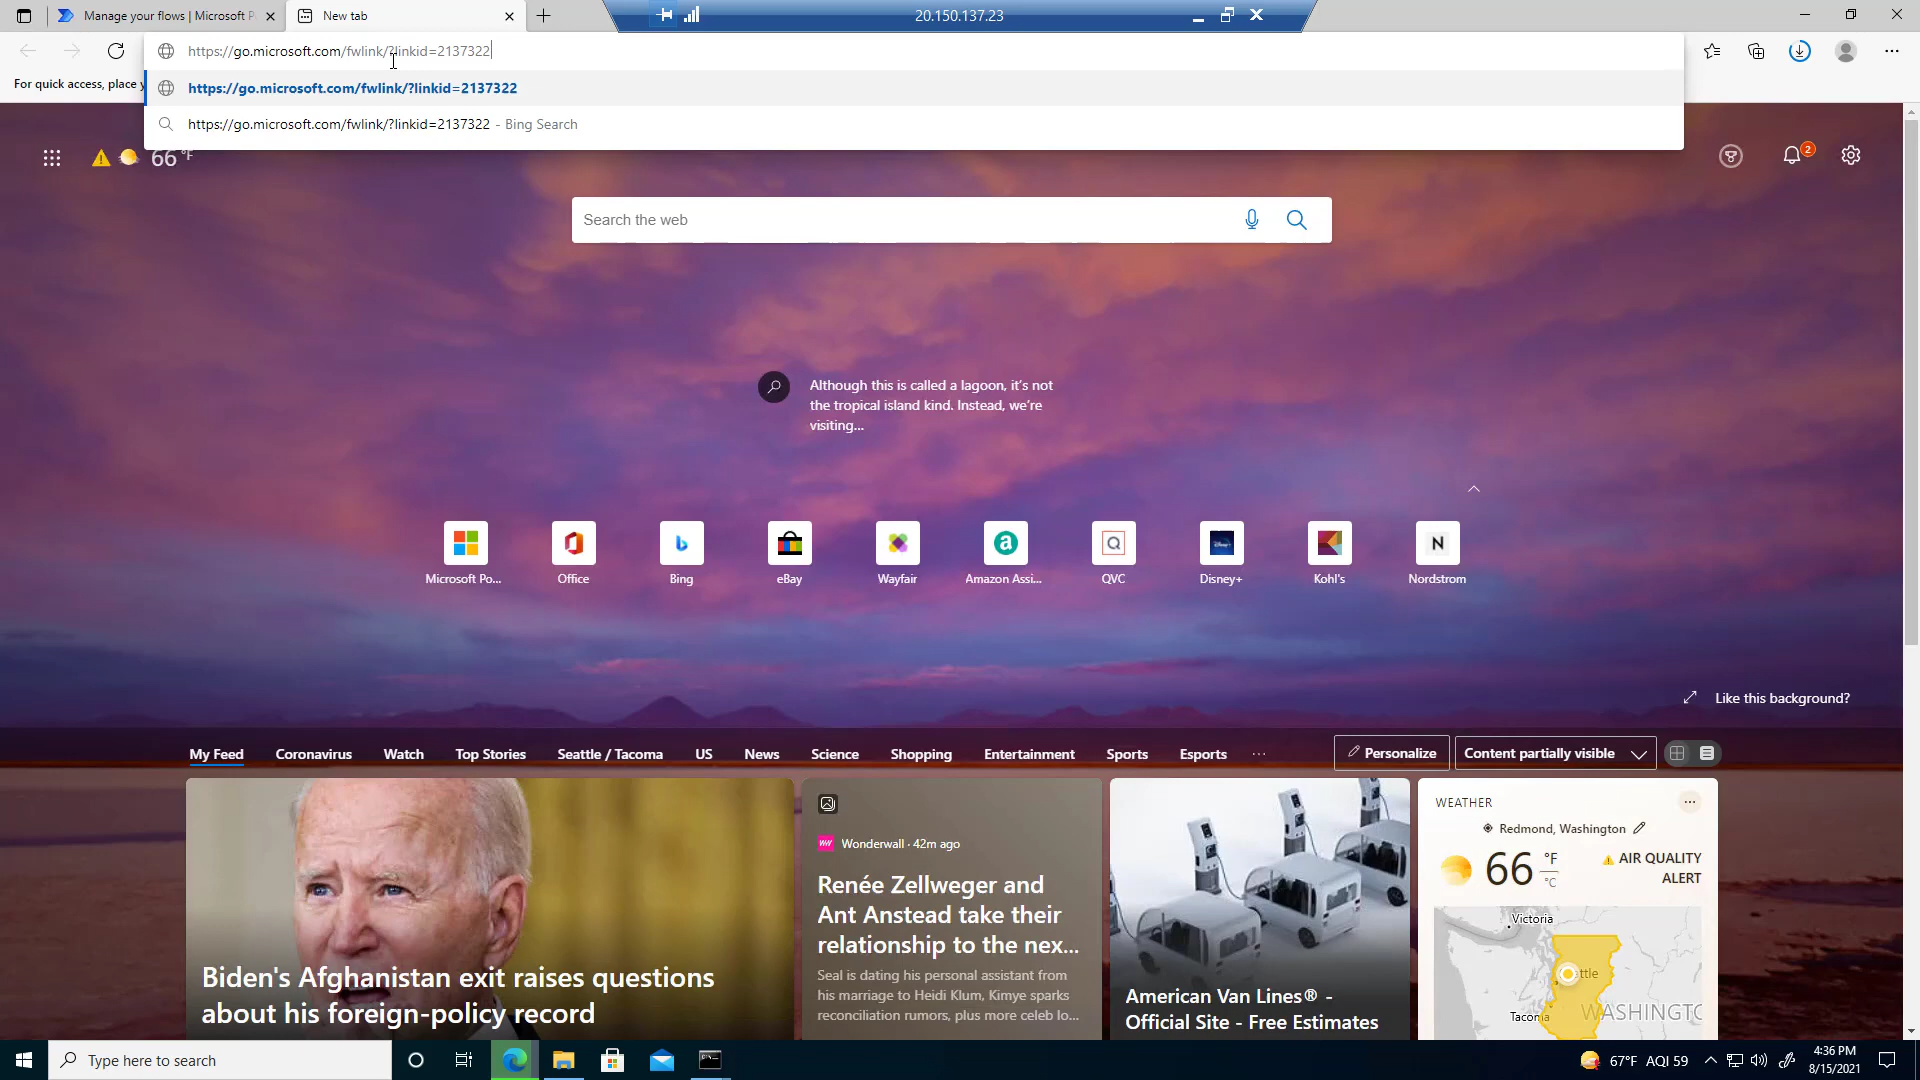 Manage your flows | Microsoft P
New tab
20.150.137.23
https://go.microsoft.com/fwlink/?linkid=2137322
For quick access, place y
https://go.microsoft.com/fwlink/?linkid=2137322
https://go.microsoft.com/fwlink/?linkid=2137322 - Bing Search
66 °F
2
Search the web
Although this is called a lagoon, it's not
the tropical island kind. Instead, we're
visiting...
Microsoft Po...
Office
Bing
eBay
Wayfair
Amazon Assi...
QVC
Disney+
Kohl's
Nordstrom
Like this background?
My Feed
Coronavirus
Watch
Top Stories
Seattle / Tacoma
US
News
Science
Shopping
Entertainment
Sports
Esports
...
Personalize
Content partially visible
Biden's Afghanistan exit raises questions
about his foreign-policy record
Wonderwall · 42m ago
Renée Zellweger and
Ant Anstead take their
relationship to the nex...
Seal is dating his personal assistant from
his marriage to Heidi Klum, Kimye sparks
reconciliation rumors, plus more celeb lo...
American Van Lines® -
Official Site - Free Estimates
WEATHER
Redmond, Washington
66 °F
°C
AIR QUALITY
ALERT
Victoria
attle
Tacoma
WASHINGTO
Type here to search
67°F AQI 59
4:36 PM
8/15/2021